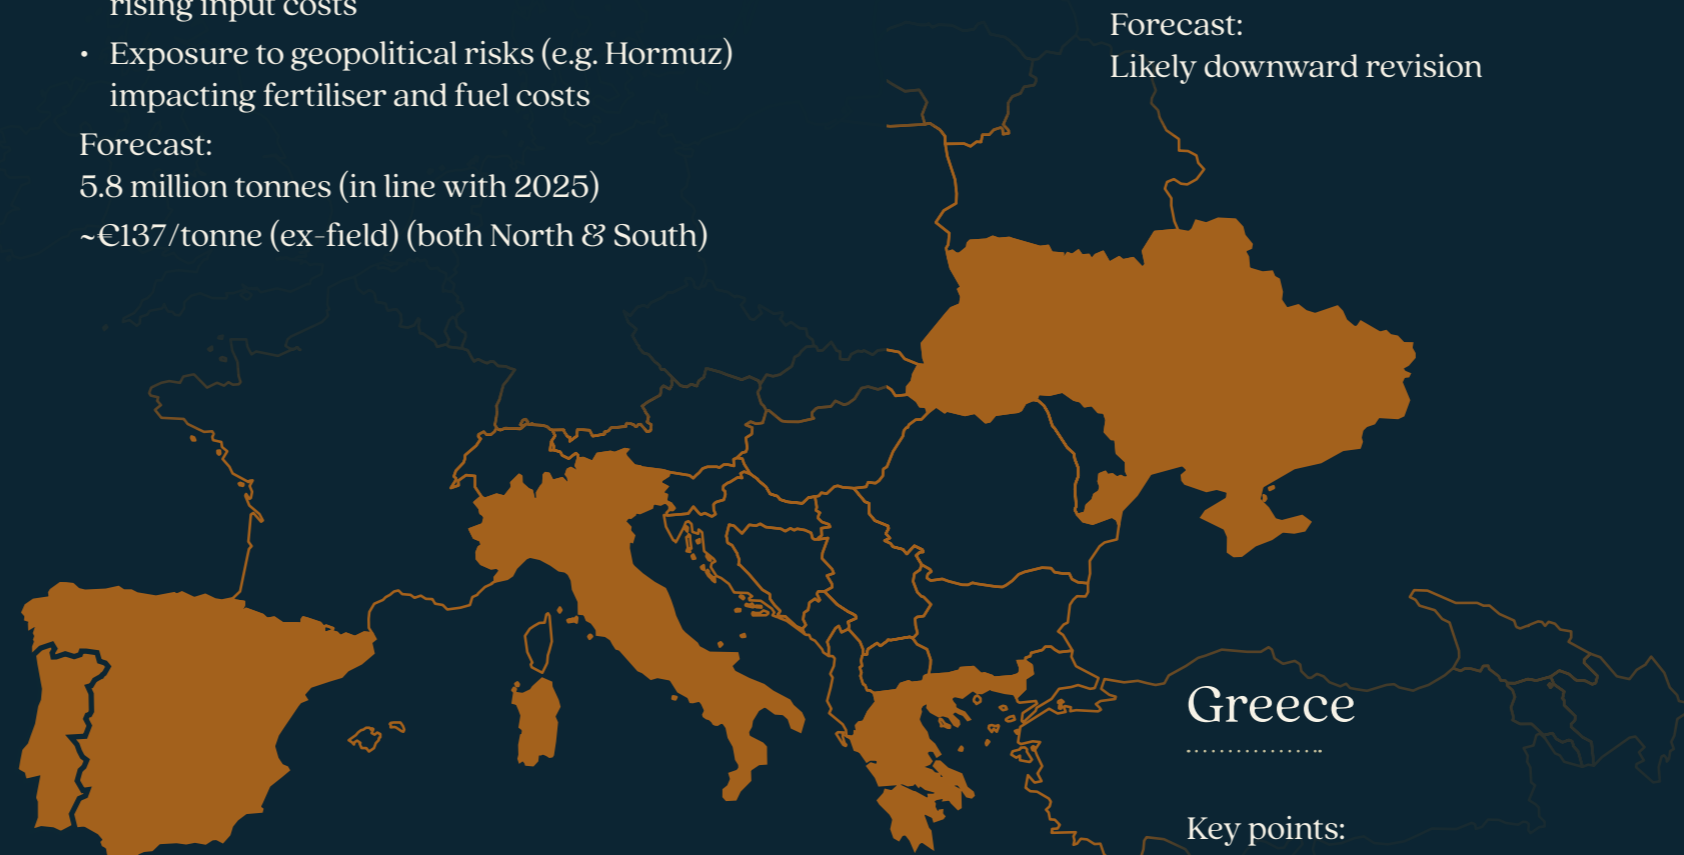 rising input costs
• Exposure to geopolitical risks (e.g. Hormuz)
impacting fertiliser and fuel costs
Forecast:
5.8 million tonnes (in line with 2025)
~€137/tonne (ex-field) (both North & South)
Forecast:
Likely downward revision
Greece
Key points: